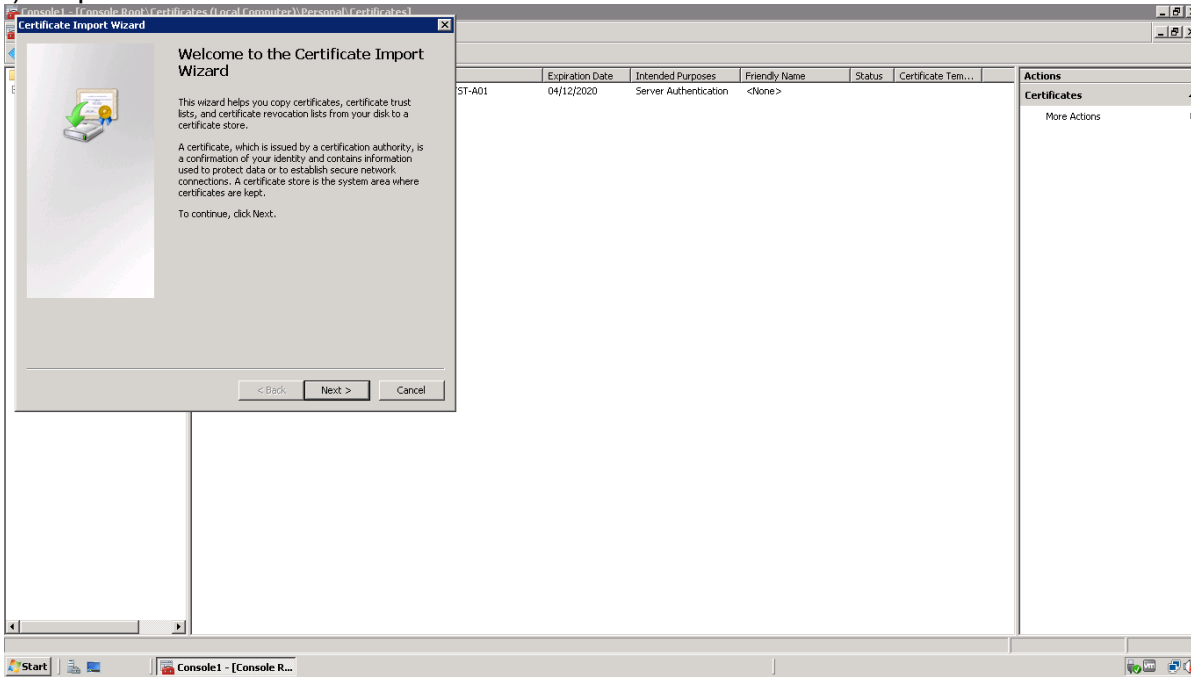 Console1 - [Console Root\Certificates (Local Computer)\Personal\Certificates]
Certificate Import Wizard
Welcome to the Certificate Import
Wizard
This wizard helps you copy certificates, certificate trust
lists, and certificate revocation lists from your disk to a
certificate store.
A certificate, which is issued by a certification authority, is
a confirmation of your identity and contains information
used to protect data or to establish secure network
connections. A certificate store is the system area where
certificates are kept.
To continue, click Next.
< Back Next > Cancel
Expiration Date Intended Purposes Friendly Name Status Certificate Tem...
ST-A01 04/12/2020 Server Authentication <None>
Actions
Certificates
More Actions
Start Console1 - [Console R...